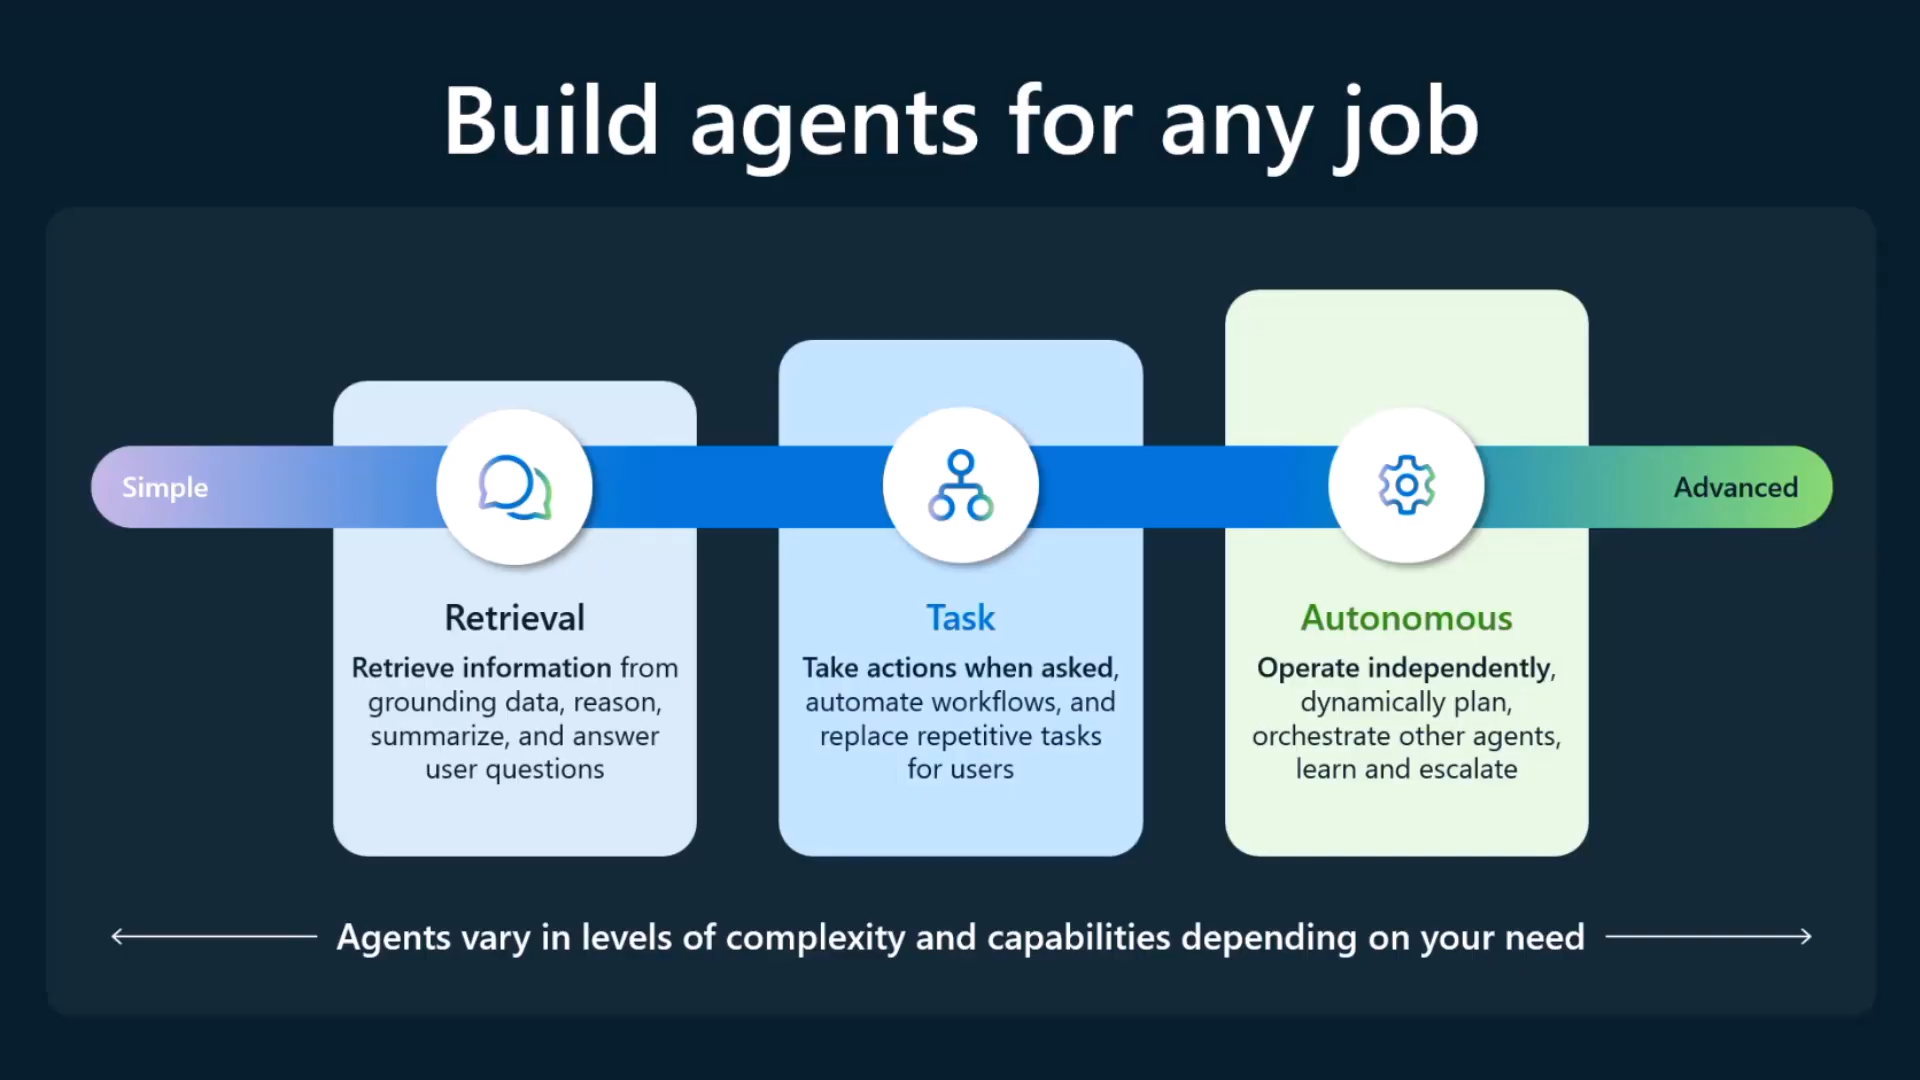 Build agents for any job
Simple
Advanced
Retrieval
Retrieve information from
grounding data, reason,
summarize, and answer
user questions
Task
Take actions when asked,
automate workflows, and
replace repetitive tasks
for users
Autonomous
Operate independently,
dynamically plan,
orchestrate other agents,
learn and escalate
Agents vary in levels of complexity and capabilities depending on your need